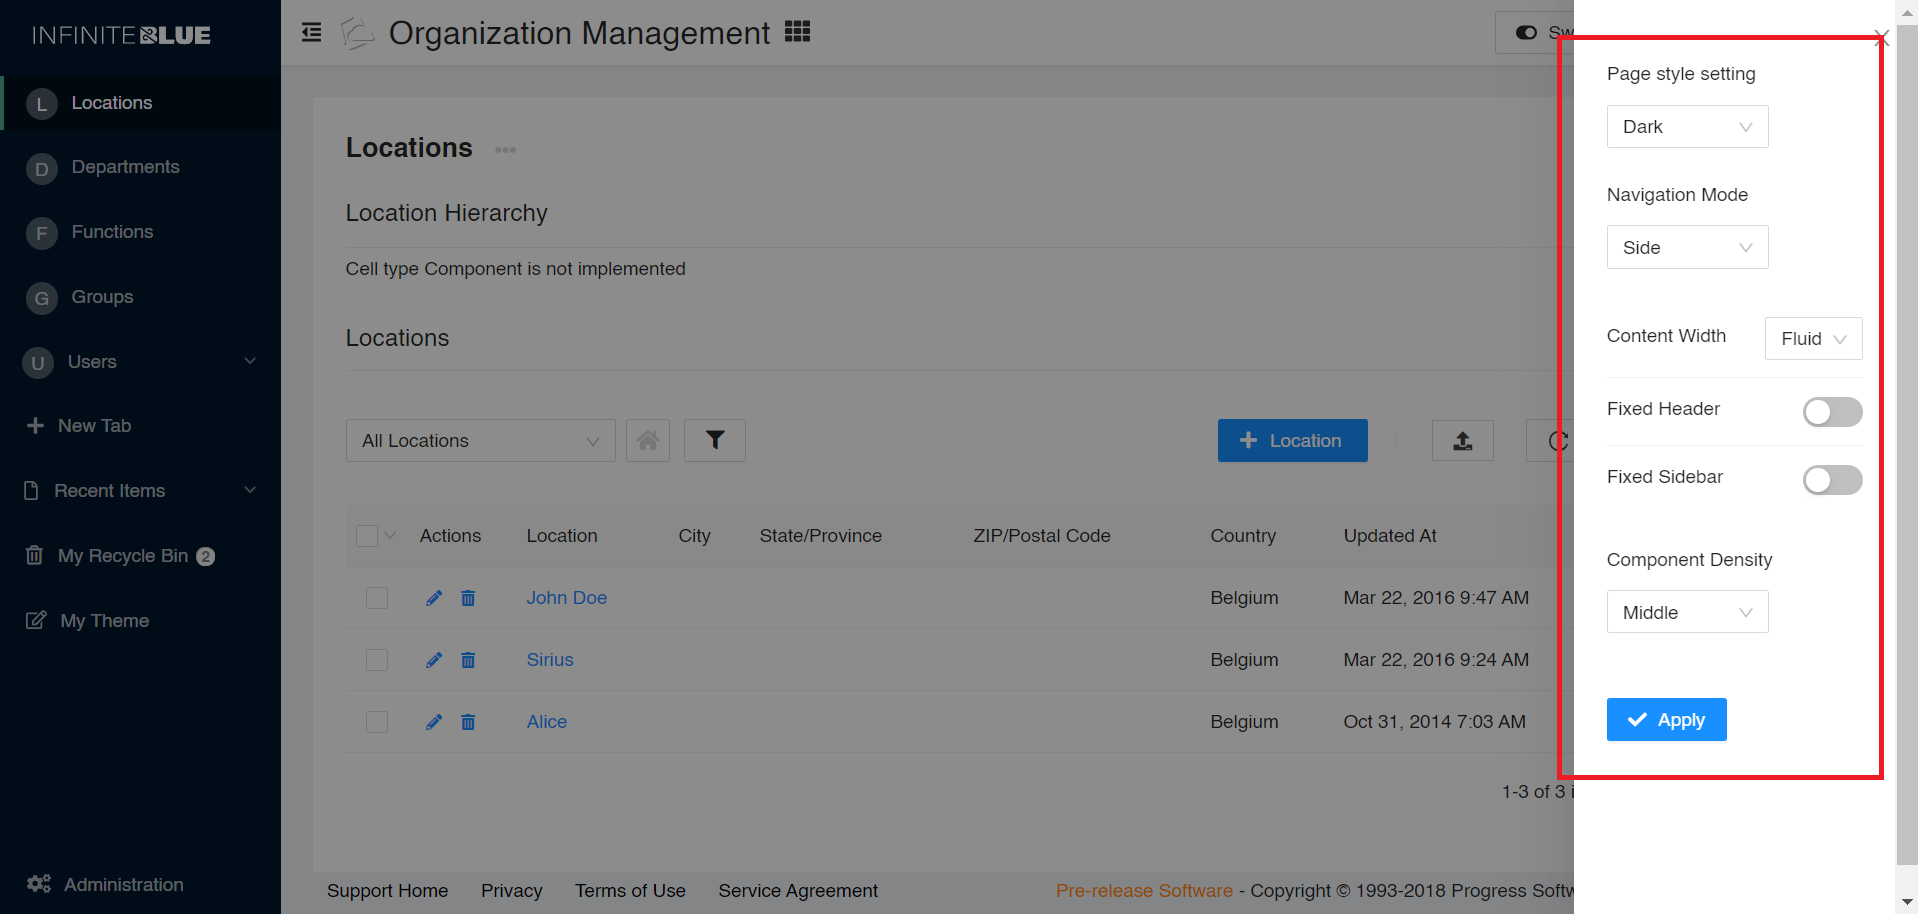 INFINITEBLUE
L Locations
D Departments
F Functions
G Groups
U Users
New Tab
Recent Items
My Recycle Bin 2
My Theme
Administration
Organization Management
Sw
Locations
Location Hierarchy
Cell type Component is not implemented
Locations
All Locations
Location
Actions Location City State/Province ZIP/Postal Code Country Updated At
John Doe Belgium Mar 22, 2016 9:47 AM
Sirius Belgium Mar 22, 2016 9:24 AM
Alice Belgium Oct 31, 2014 7:03 AM
1-3 of 3 i
Support Home Privacy Terms of Use Service Agreement Pre-release Software - Copyright © 1993-2018 Progress Softw
X
Page style setting
Dark
Navigation Mode
Side
Content Width Fluid
Fixed Header
Fixed Sidebar
Component Density
Middle
Apply